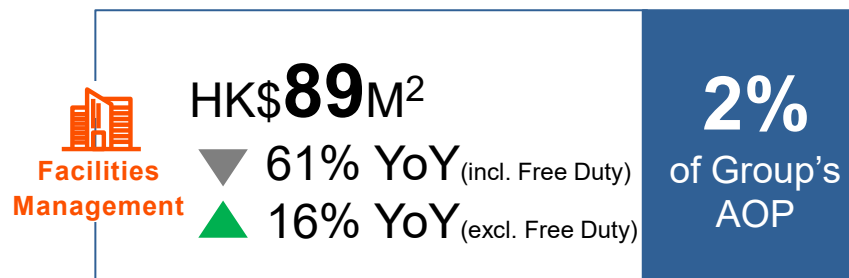 Facilities
Management
HK$89M²
61% YoY(incl. Free Duty)
16% YoY(excl. Free Duty)
2%
of Group's
AOP